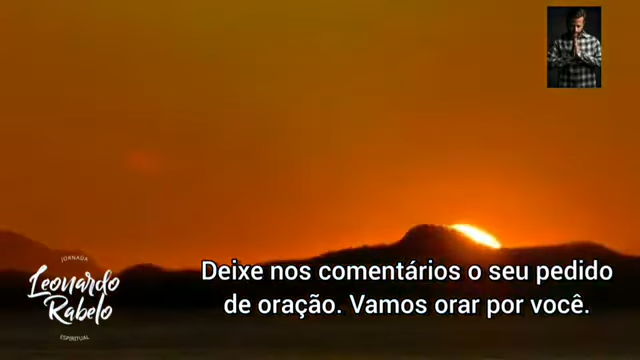 JORNADA
Leonardo
Rabelo
ESPIRITUAL
Deixe nos comentários o seu pedido
de oração. Vamos orar por você.